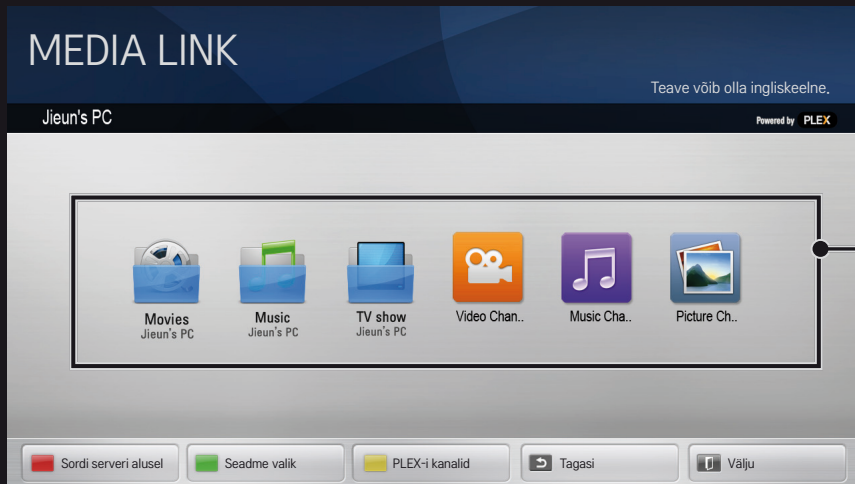 MEDIA LINK
Teave võib olla ingliskeelne.
Jieun's PC
Powered by PLEX
Movies
Jieun's PC
Music
Jieun's PC
TV show
Jieun's PC
Video Chan..
Music Cha..
Picture Ch..
Sordi serveri alusel
Seadme valik
PLEX-i kanalid
Tagasi
Välju